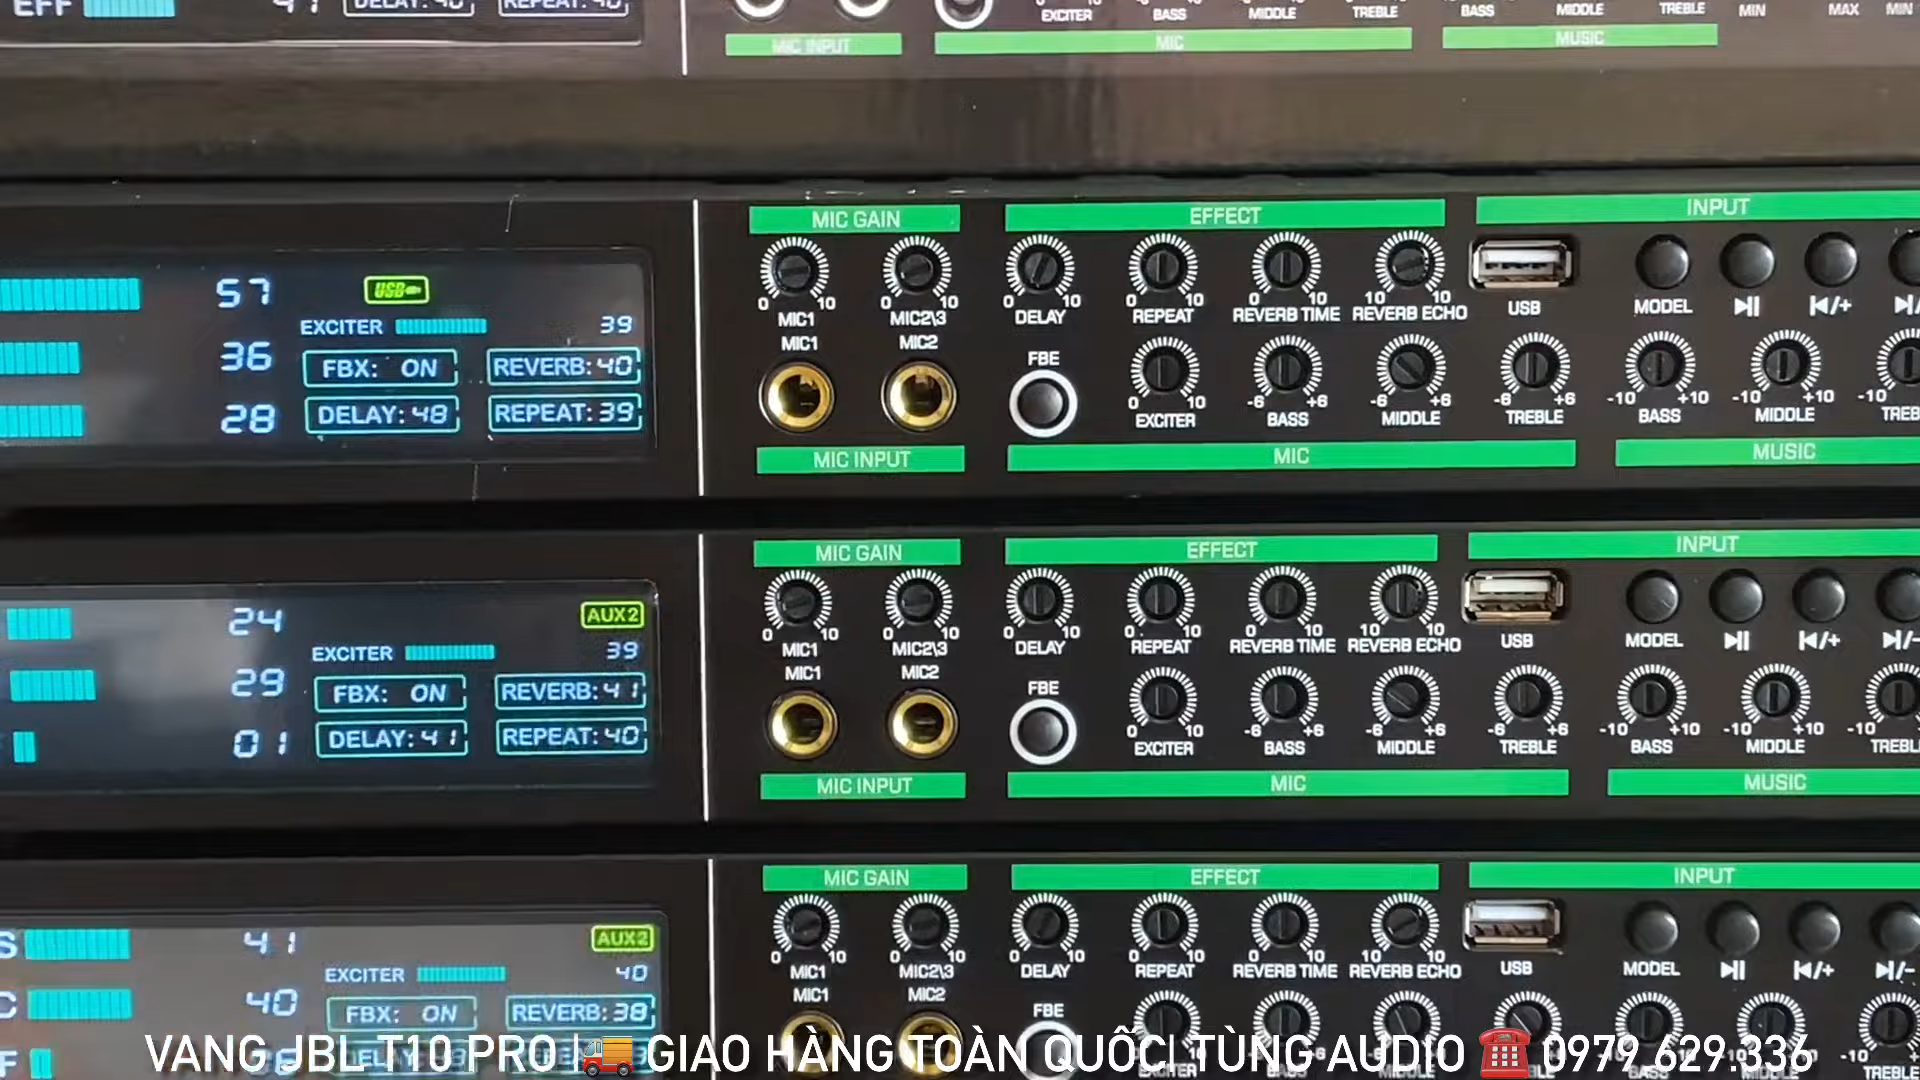 EFF 41 DELAY:40 REPEAT:40
EXCITER BASS MIDDLE TREBLE BASS MIDDLE TREBLE MIN MAX MIN
MIC INPUT MIC MUSIC
MIC GAIN EFFECT INPUT
57 USB
EXCITER 39
36 FBX: ON REVERB:40
28 DELAY:48 REPEAT:39
0 10 0 10 0 10 0 10 0 10 10 10
MIC1 MIC2\3 DELAY REPEAT REVERB TIME REVERB ECHO USB MODEL
MIC1 MIC2 FBE
0 10 -6 +6 -6 +6 -6 +6 -10 +10 -10 +10 -10
EXCITER BASS MIDDLE TREBLE BASS MIDDLE
MIC INPUT MIC MUSIC
MIC GAIN EFFECT INPUT
24 AUX2
EXCITER 39
29 FBX: ON REVERB:41
01 DELAY:41 REPEAT:40
0 10 0 10 0 10 0 10 0 10 10 10
MIC1 MIC2\3 DELAY REPEAT REVERB TIME REVERB ECHO USB MODEL
MIC1 MIC2 FBE
0 10 -6 +6 -6 +6 -6 +6 -10 +10 -10 +10 -10
EXCITER BASS MIDDLE TREBLE BASS MIDDLE TREBLE
MIC INPUT MIC MUSIC
MIC GAIN EFFECT INPUT
41 AUX2
EXCITER 40
40 FBX: ON REVERB:38
0 10 0 10 0 10 0 10 0 10 10 10
MIC1 MIC2\3 DELAY REPEAT REVERB TIME REVERB ECHO USB MODEL
MIC1 MIC2 FBE
VANG JBL T10 PRO | 🚚 GIAO HÀNG TOÀN QUỐC| TÙNG AUDIO ☎️0979.629.336